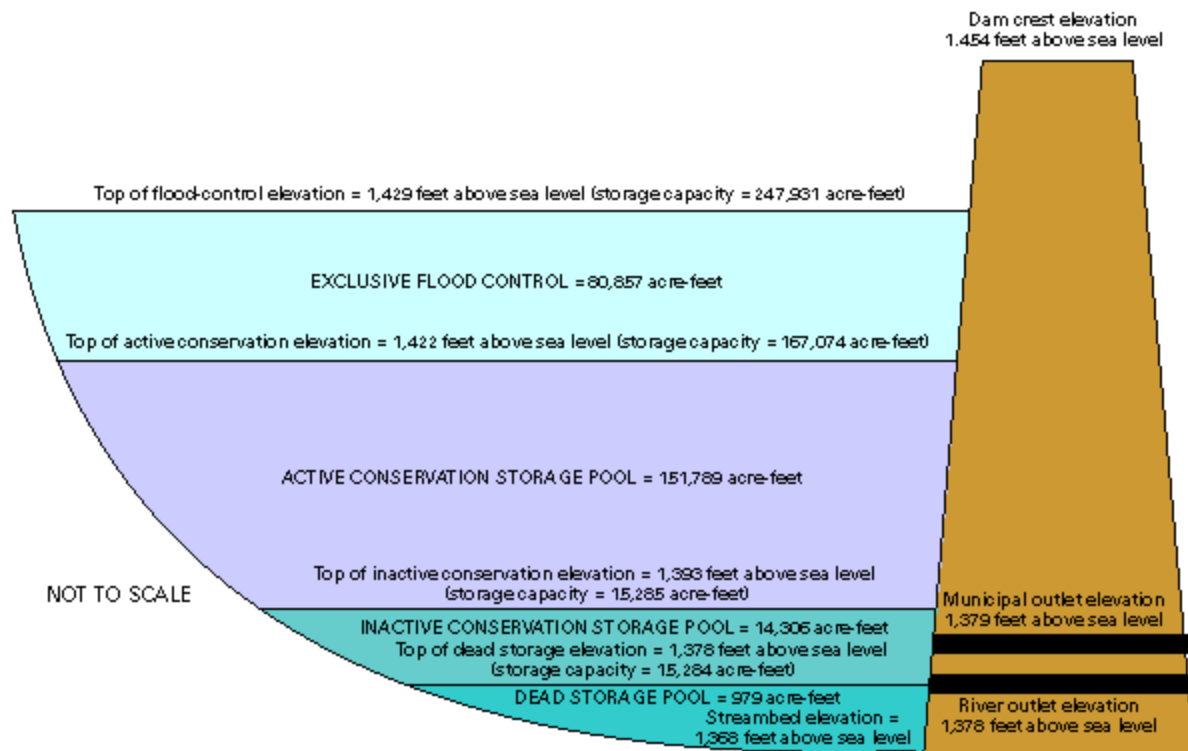 Dam crest elevation
1.454 feet above sea level
Top of flood-control elevation = 1,429 feet above sea level (storage capacity = 247,931 acre-feet)
EXCLUSIVE FLOOD CONTROL = 80,857 acre-feet
Top of active conservation elevation = 1,422 feet above sea level (storage capacity = 167,074 acre-feet)
ACTIVE CONSERVATION STORAGE POOL = 151,789 acre-feet
Top of inactive conservation elevation = 1,393 feet above sea level
(storage capacity = 15,285 acre-feet)
NOT TO SCALE
Municipal outlet elevation
1,379 feet above sea level
INACTIVE CONSERVATION STORAGE POOL = 14,306 acre-feet
Top of dead storage elevation = 1,378 feet above sea level
(storage capacity = 15,284 acre-feet)
DEAD STORAGE POOL = 979 acre-feet
Streambed elevation =
1,368 feet above sea level
River outlet elevation
1,378 feet above sea level